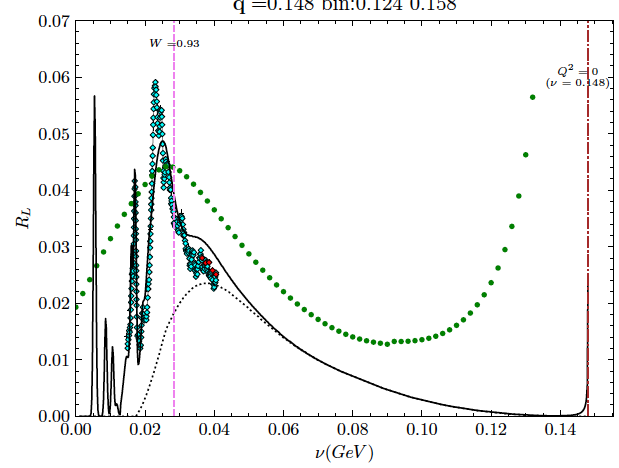 q =0.148 bin:0.124 0.158
0.07
0.06
0.05
0.04
0.03
0.02
0.01
0.00
R_L
W =0.93
Q² = 0
(ν = 0.148)
0.00 0.02 0.04 0.06 0.08 0.10 0.12 0.14
ν(GeV)